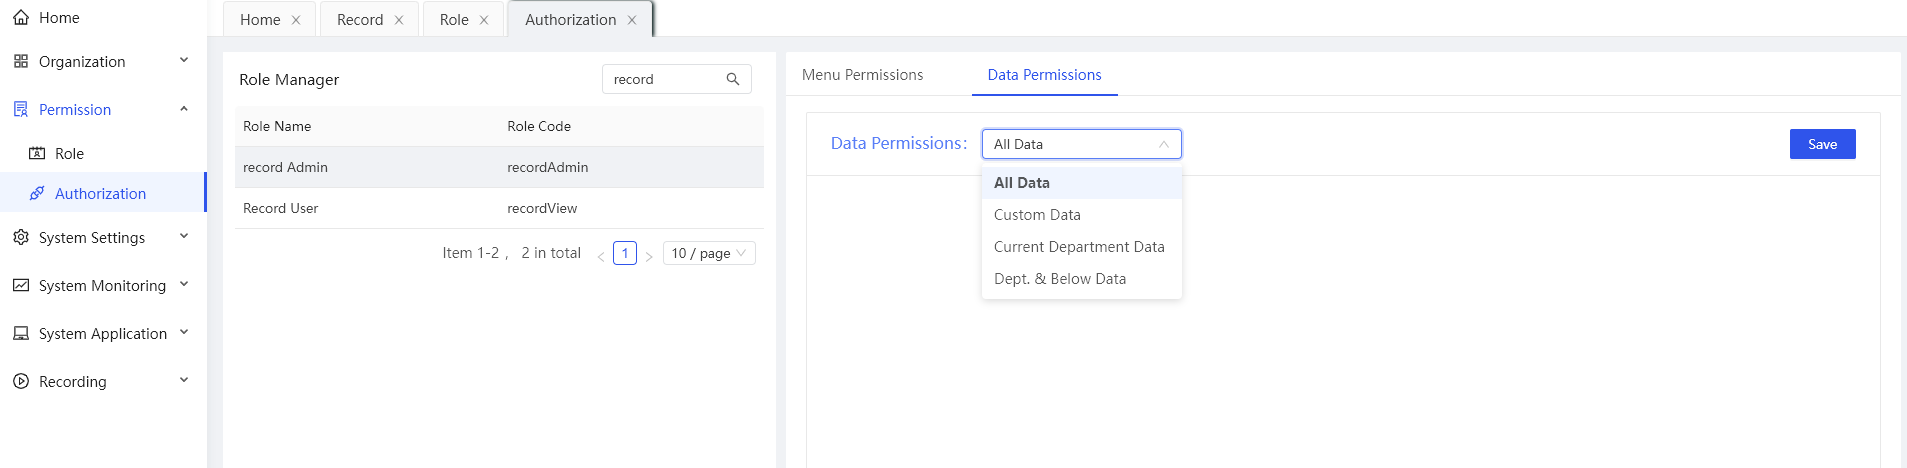 Home
Organization
Permission
Role
Authorization
System Settings
System Monitoring
System Application
Recording
Home
Record
Role
Authorization
Role Manager
record
Role Name Role Code
record Admin recordAdmin
Record User recordView
Item 1-2 , 2 in total < 1 > 10 / page
Menu Permissions
Data Permissions
Data Permissions:
All Data
Save
All Data
Custom Data
Current Department Data
Dept. & Below Data